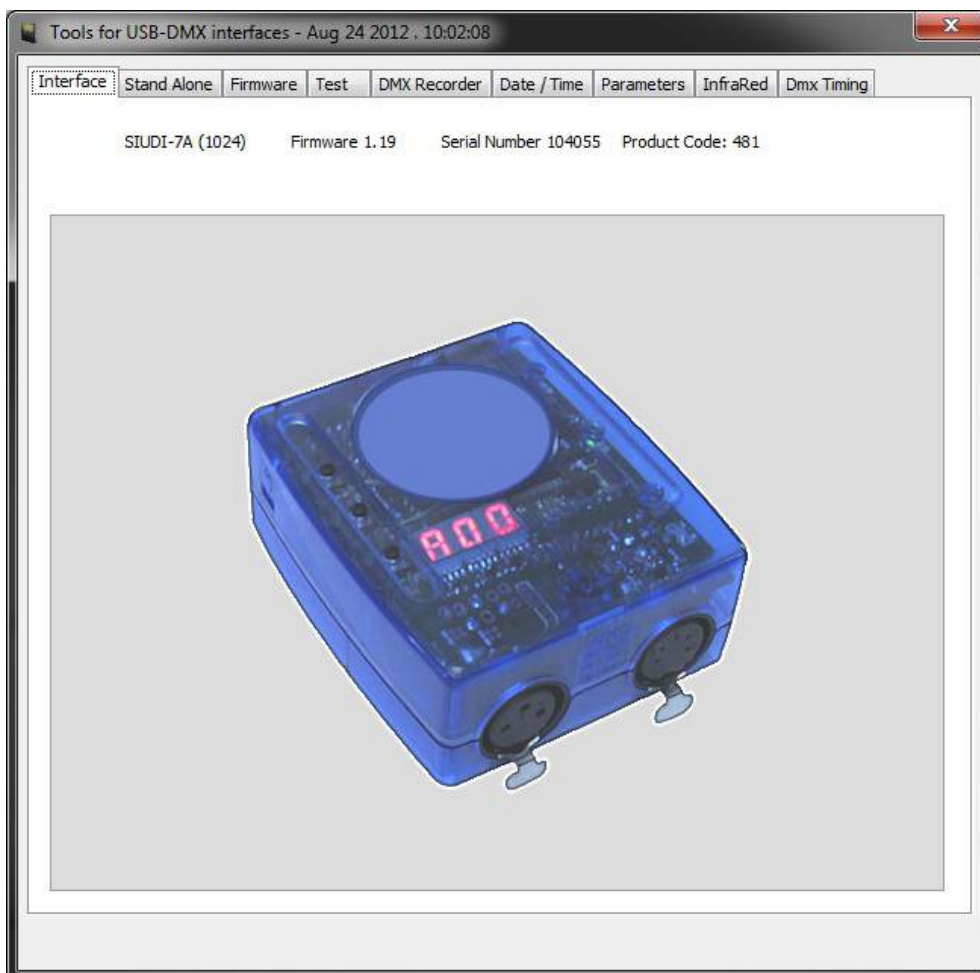 Tools for USB-DMX interfaces - Aug 24 2012 . 10:02:08
Interface Stand Alone Firmware Test DMX Recorder Date / Time Parameters InfraRed Dmx Timing
SIUDI-7A (1024) Firmware 1.19 Serial Number 104055 Product Code: 481
A00